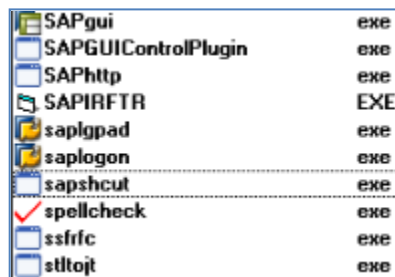 SAPgui exe
SAPGUIControlPlugin exe
SAPhttp exe
SAPIRFTR EXE
saplgpad exe
saplogon exe
sapshcut exe
spellcheck exe
ssfrfc exe
stltojt exe